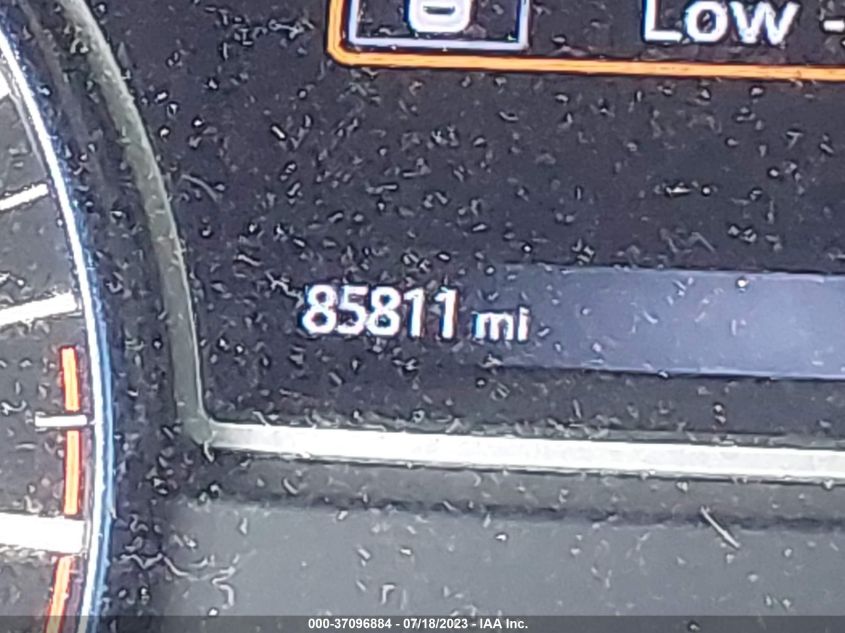 Low -
85811 mi
000-37096884 - 07/18/2023 - IAA Inc.